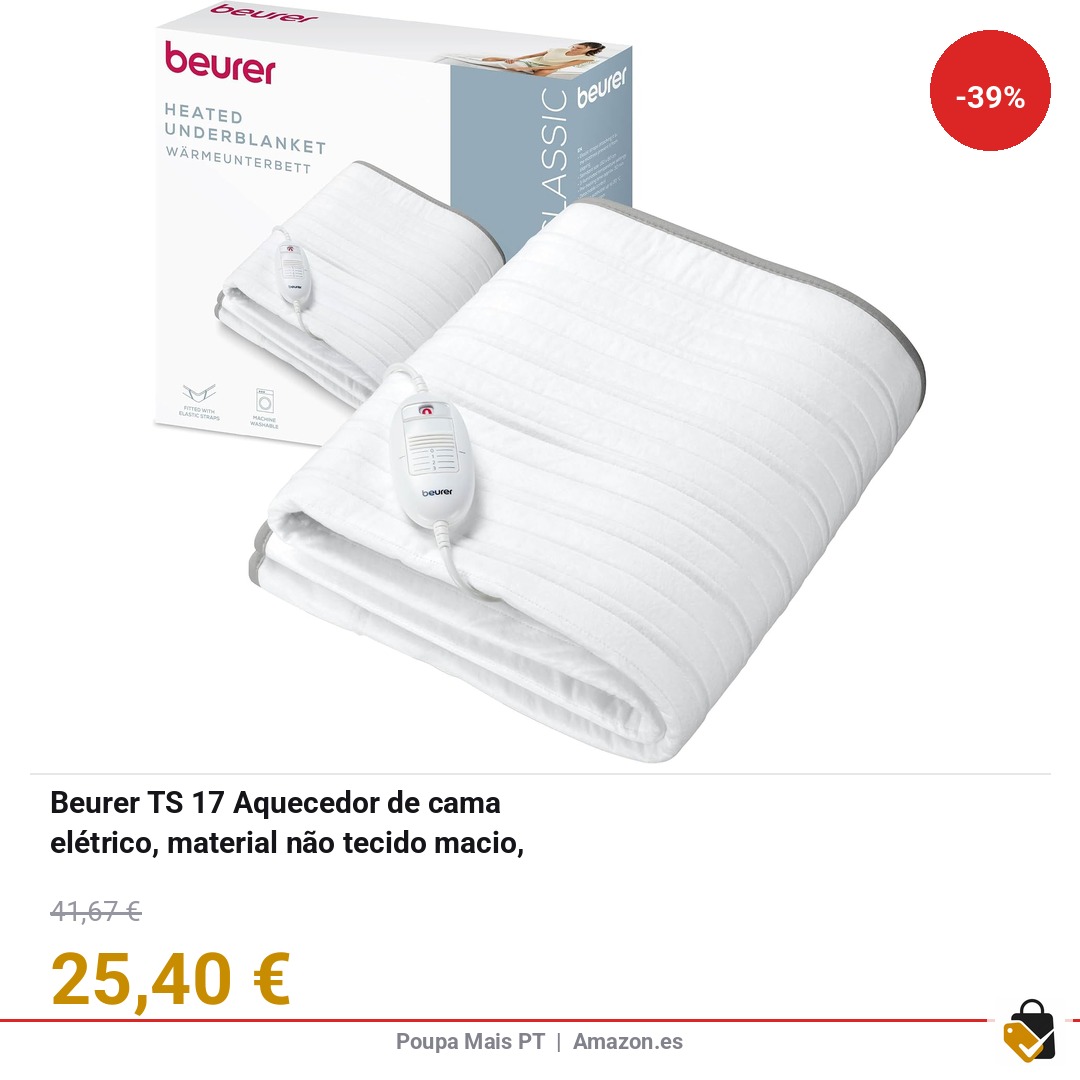 beurer
beurer
HEATED
UNDERBLANKET
WÄRMEUNTERBETT
CLASSIC
beurer
-39%
beurer
FITTED WITH
ELASTIC STRAPS
MACHINE
WASHABLE
beurer
Beurer TS 17 Aquecedor de cama
elétrico, material não tecido macio,
41,67 €
25,40 €
Poupa Mais PT | Amazon.es